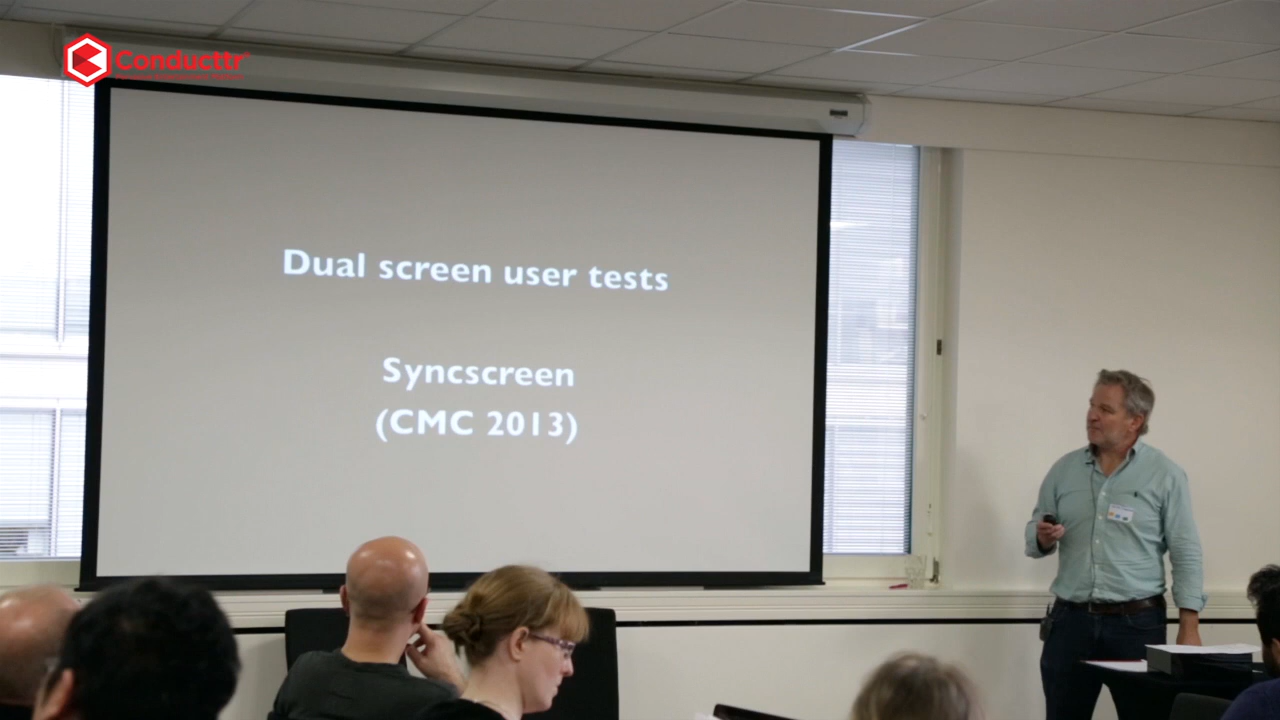 Conducttr
Dual screen user tests
Syncscreen
(CMC 2013)